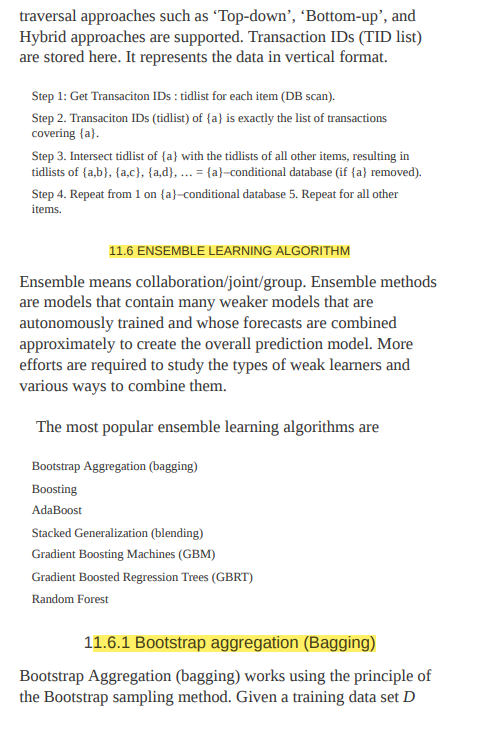 traversal approaches such as ‘Top-down’, ‘Bottom-up’, and
Hybrid approaches are supported. Transaction IDs (TID list)
are stored here. It represents the data in vertical format.
Step 1: Get Transaciton IDs : tidlist for each item (DB scan).
Step 2. Transaciton IDs (tidlist) of {a} is exactly the list of transactions
covering {a}.
Step 3. Intersect tidlist of {a} with the tidlists of all other items, resulting in
tidlists of {a,b}, {a,c}, {a,d}, … = {a}–conditional database (if {a} removed).
Step 4. Repeat from 1 on {a}–conditional database 5. Repeat for all other
items.
11.6 ENSEMBLE LEARNING ALGORITHM
Ensemble means collaboration/joint/group. Ensemble methods
are models that contain many weaker models that are
autonomously trained and whose forecasts are combined
approximately to create the overall prediction model. More
efforts are required to study the types of weak learners and
various ways to combine them.
The most popular ensemble learning algorithms are
Bootstrap Aggregation (bagging)
Boosting
AdaBoost
Stacked Generalization (blending)
Gradient Boosting Machines (GBM)
Gradient Boosted Regression Trees (GBRT)
Random Forest
11.6.1 Bootstrap aggregation (Bagging)
Bootstrap Aggregation (bagging) works using the principle of
the Bootstrap sampling method. Given a training data set D